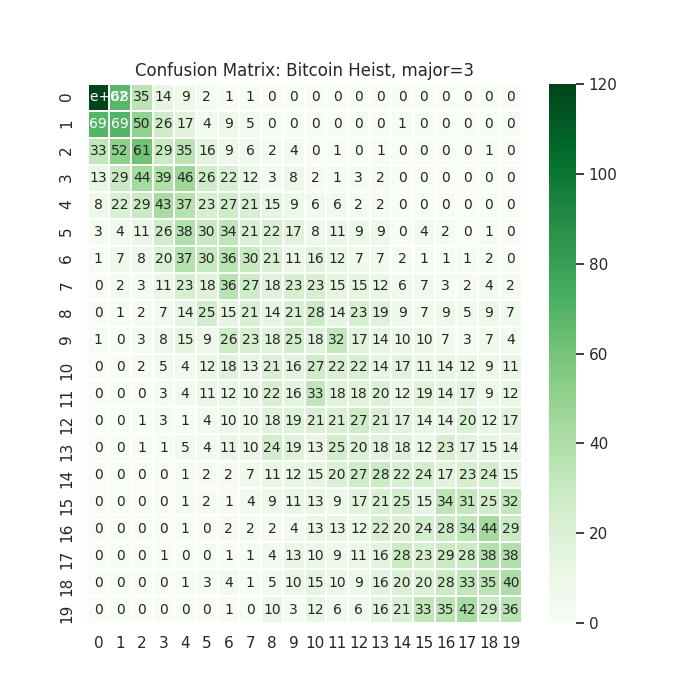 Confusion Matrix: Bitcoin Heist, major=3
0 35 14 9 2 1 1 0 0 0 0 0 0 0 0 0 0 0 0
1 69 69 50 26 17 4 9 5 0 0 0 0 0 0 1 0 0 0 0 0
2 33 52 61 29 35 16 9 6 2 4 0 1 0 1 0 0 0 0 1 0
3 13 29 44 39 46 26 22 12 3 8 2 1 3 2 0 0 0 0 0 0
4 8 22 29 43 37 23 27 21 15 9 6 6 2 2 0 0 0 0 0 0
5 3 4 11 26 38 30 34 21 22 17 8 11 9 9 0 4 2 0 1 0
6 1 7 8 20 37 30 36 30 21 11 16 12 7 7 2 1 1 1 2 0
7 0 2 3 11 23 18 36 27 18 23 23 15 15 12 6 7 3 2 4 2
8 0 1 2 7 14 25 15 21 14 21 28 14 23 19 9 7 9 5 9 7
9 1 0 3 8 15 9 26 23 18 25 18 32 17 14 10 10 7 3 7 4
10 0 0 2 5 4 12 18 13 21 16 27 22 22 14 17 11 14 12 9 11
11 0 0 0 3 4 11 12 10 22 16 33 18 18 20 12 19 14 17 9 12
12 0 0 1 3 1 4 10 10 18 19 21 21 27 21 17 14 14 20 12 17
13 0 0 1 1 5 4 11 10 24 19 13 25 20 18 18 12 23 17 15 14
14 0 0 0 0 1 2 2 7 11 12 15 20 27 28 22 24 17 23 24 15
15 0 0 0 0 1 2 1 4 9 11 13 9 17 21 25 15 34 31 25 32
16 0 0 0 0 1 0 2 2 2 4 13 13 12 22 20 24 28 34 44 29
17 0 0 0 1 0 0 1 1 4 13 10 9 11 16 28 23 29 28 38 38
18 0 0 0 0 1 3 4 1 5 10 15 10 9 16 20 20 28 33 35 40
19 0 0 0 0 0 0 1 0 10 3 12 6 6 16 21 33 35 42 29 36
0 1 2 3 4 5 6 7 8 9 10 11 12 13 14 15 16 17 18 19
120
100
80
60
40
20
0